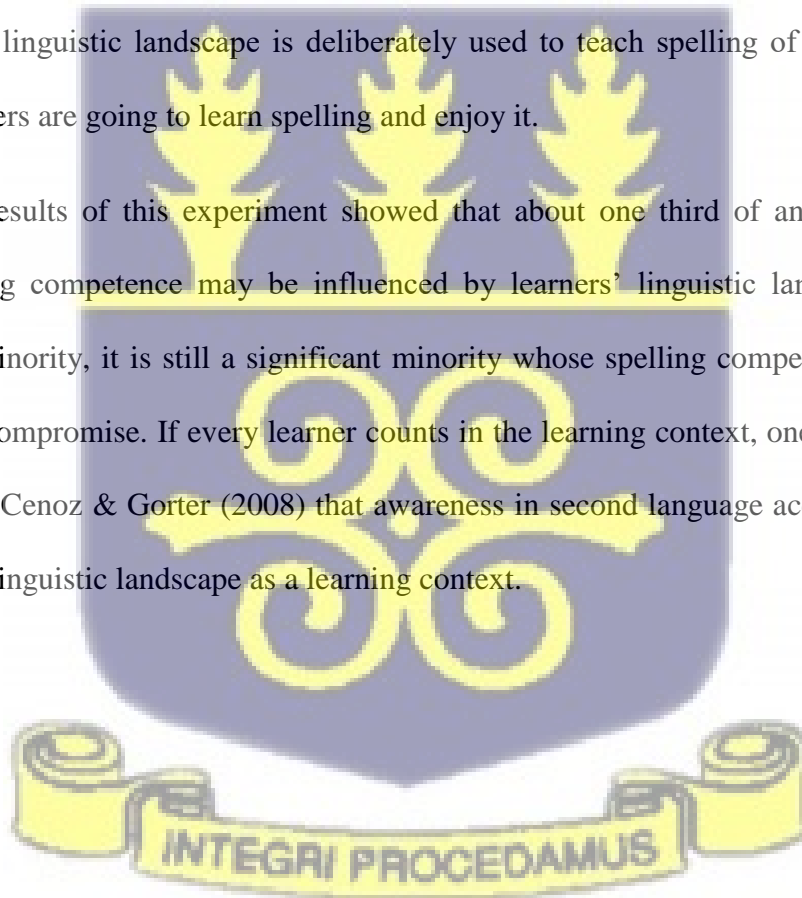 linguistic landscape is deliberately used to teach spelling of
ers are going to learn spelling and enjoy it.
esults of this experiment showed that about one third of an
g competence may be influenced by learners’ linguistic lan
inority, it is still a significant minority whose spelling compe
ompromise. If every learner counts in the learning context, one
Cenoz & Gorter (2008) that awareness in second language ac
inguistic landscape as a learning context.
INTEGRI PROCEDAMUS